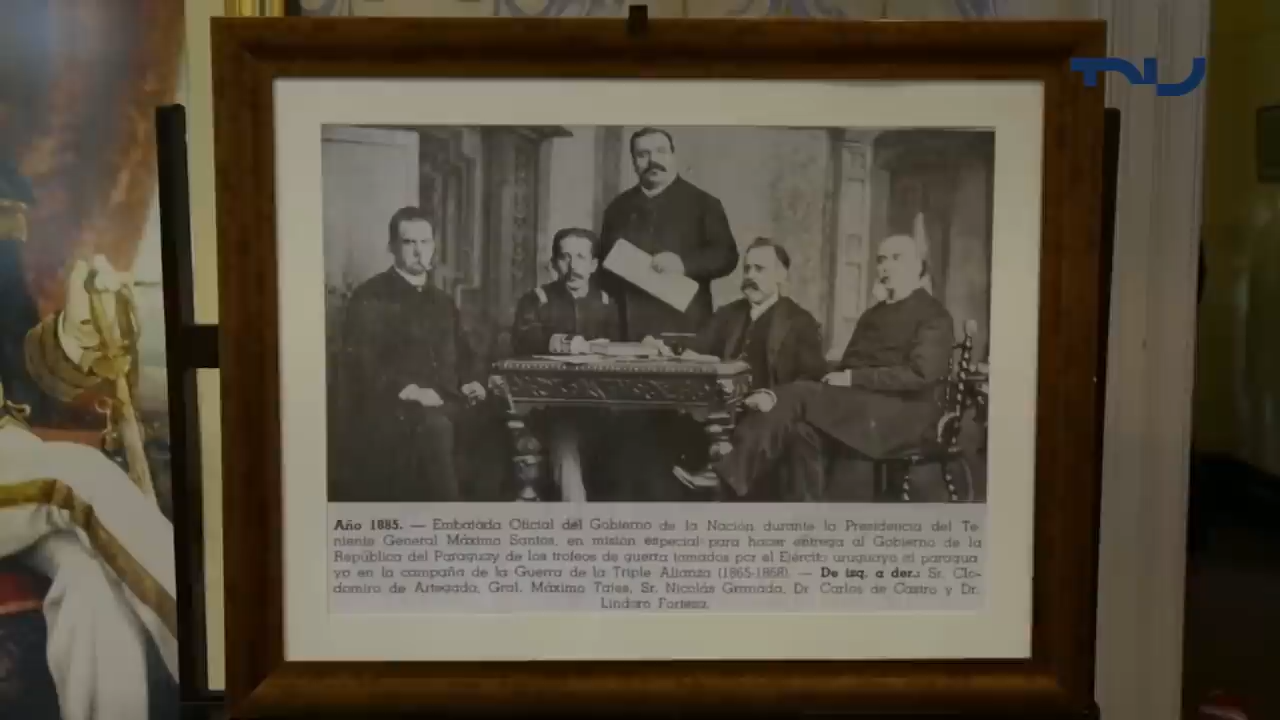 TNU
Año 1885. — Embajada Oficial del Gobierno de la Nación durante la Presidencia del Te-
niente General Máximo Santos, en misión especial para hacer entrega al Gobierno de la
República del Paraguay de los trofeos de guerra tomados por el Ejército uruguayo al paragua
yo en la campaña de la Guerra de la Triple Alianza (1865-1868). — De izq. a der.: Sr. Clo-
domiro de Arteaga, Gral. Máximo Tajes, Sr. Nicolás Granada, Dr. Carlos de Castro y Dr.
Lindoro Forteza.